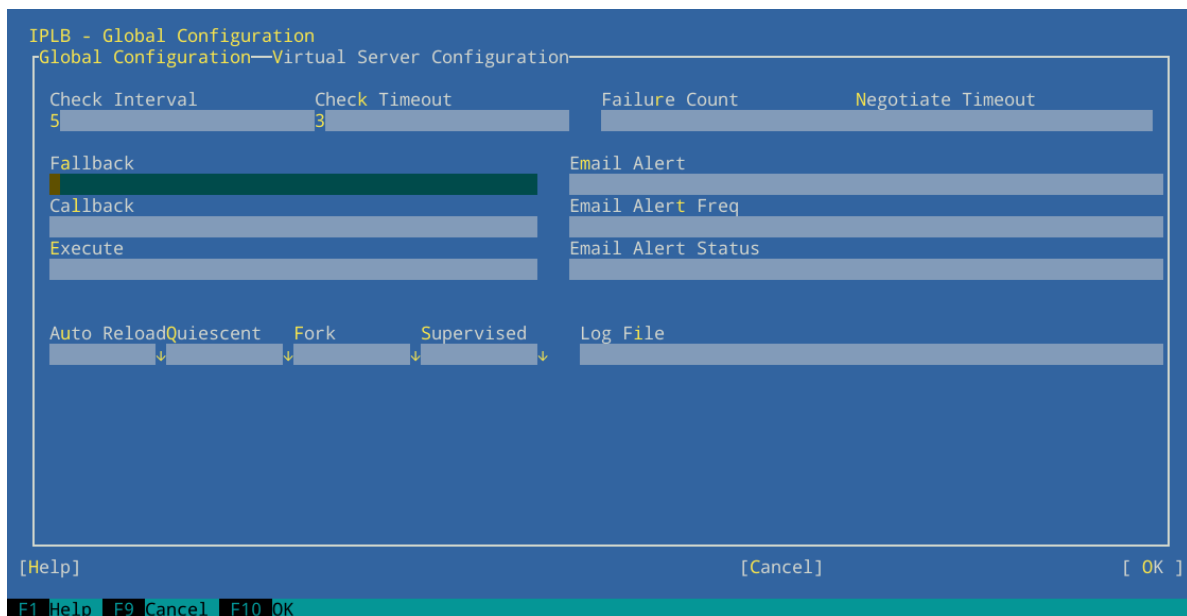 IPLB - Global Configuration
Global Configuration—Virtual Server Configuration
Check Interval Check Timeout Failure Count Negotiate Timeout
5 3
Fallback Email Alert
Callback Email Alert Freq
Execute Email Alert Status
Auto Reload Quiescent Fork Supervised Log File
↓ ↓ ↓ ↓
[Help] [Cancel] [ OK ]
F1 Help F9 Cancel F10 OK